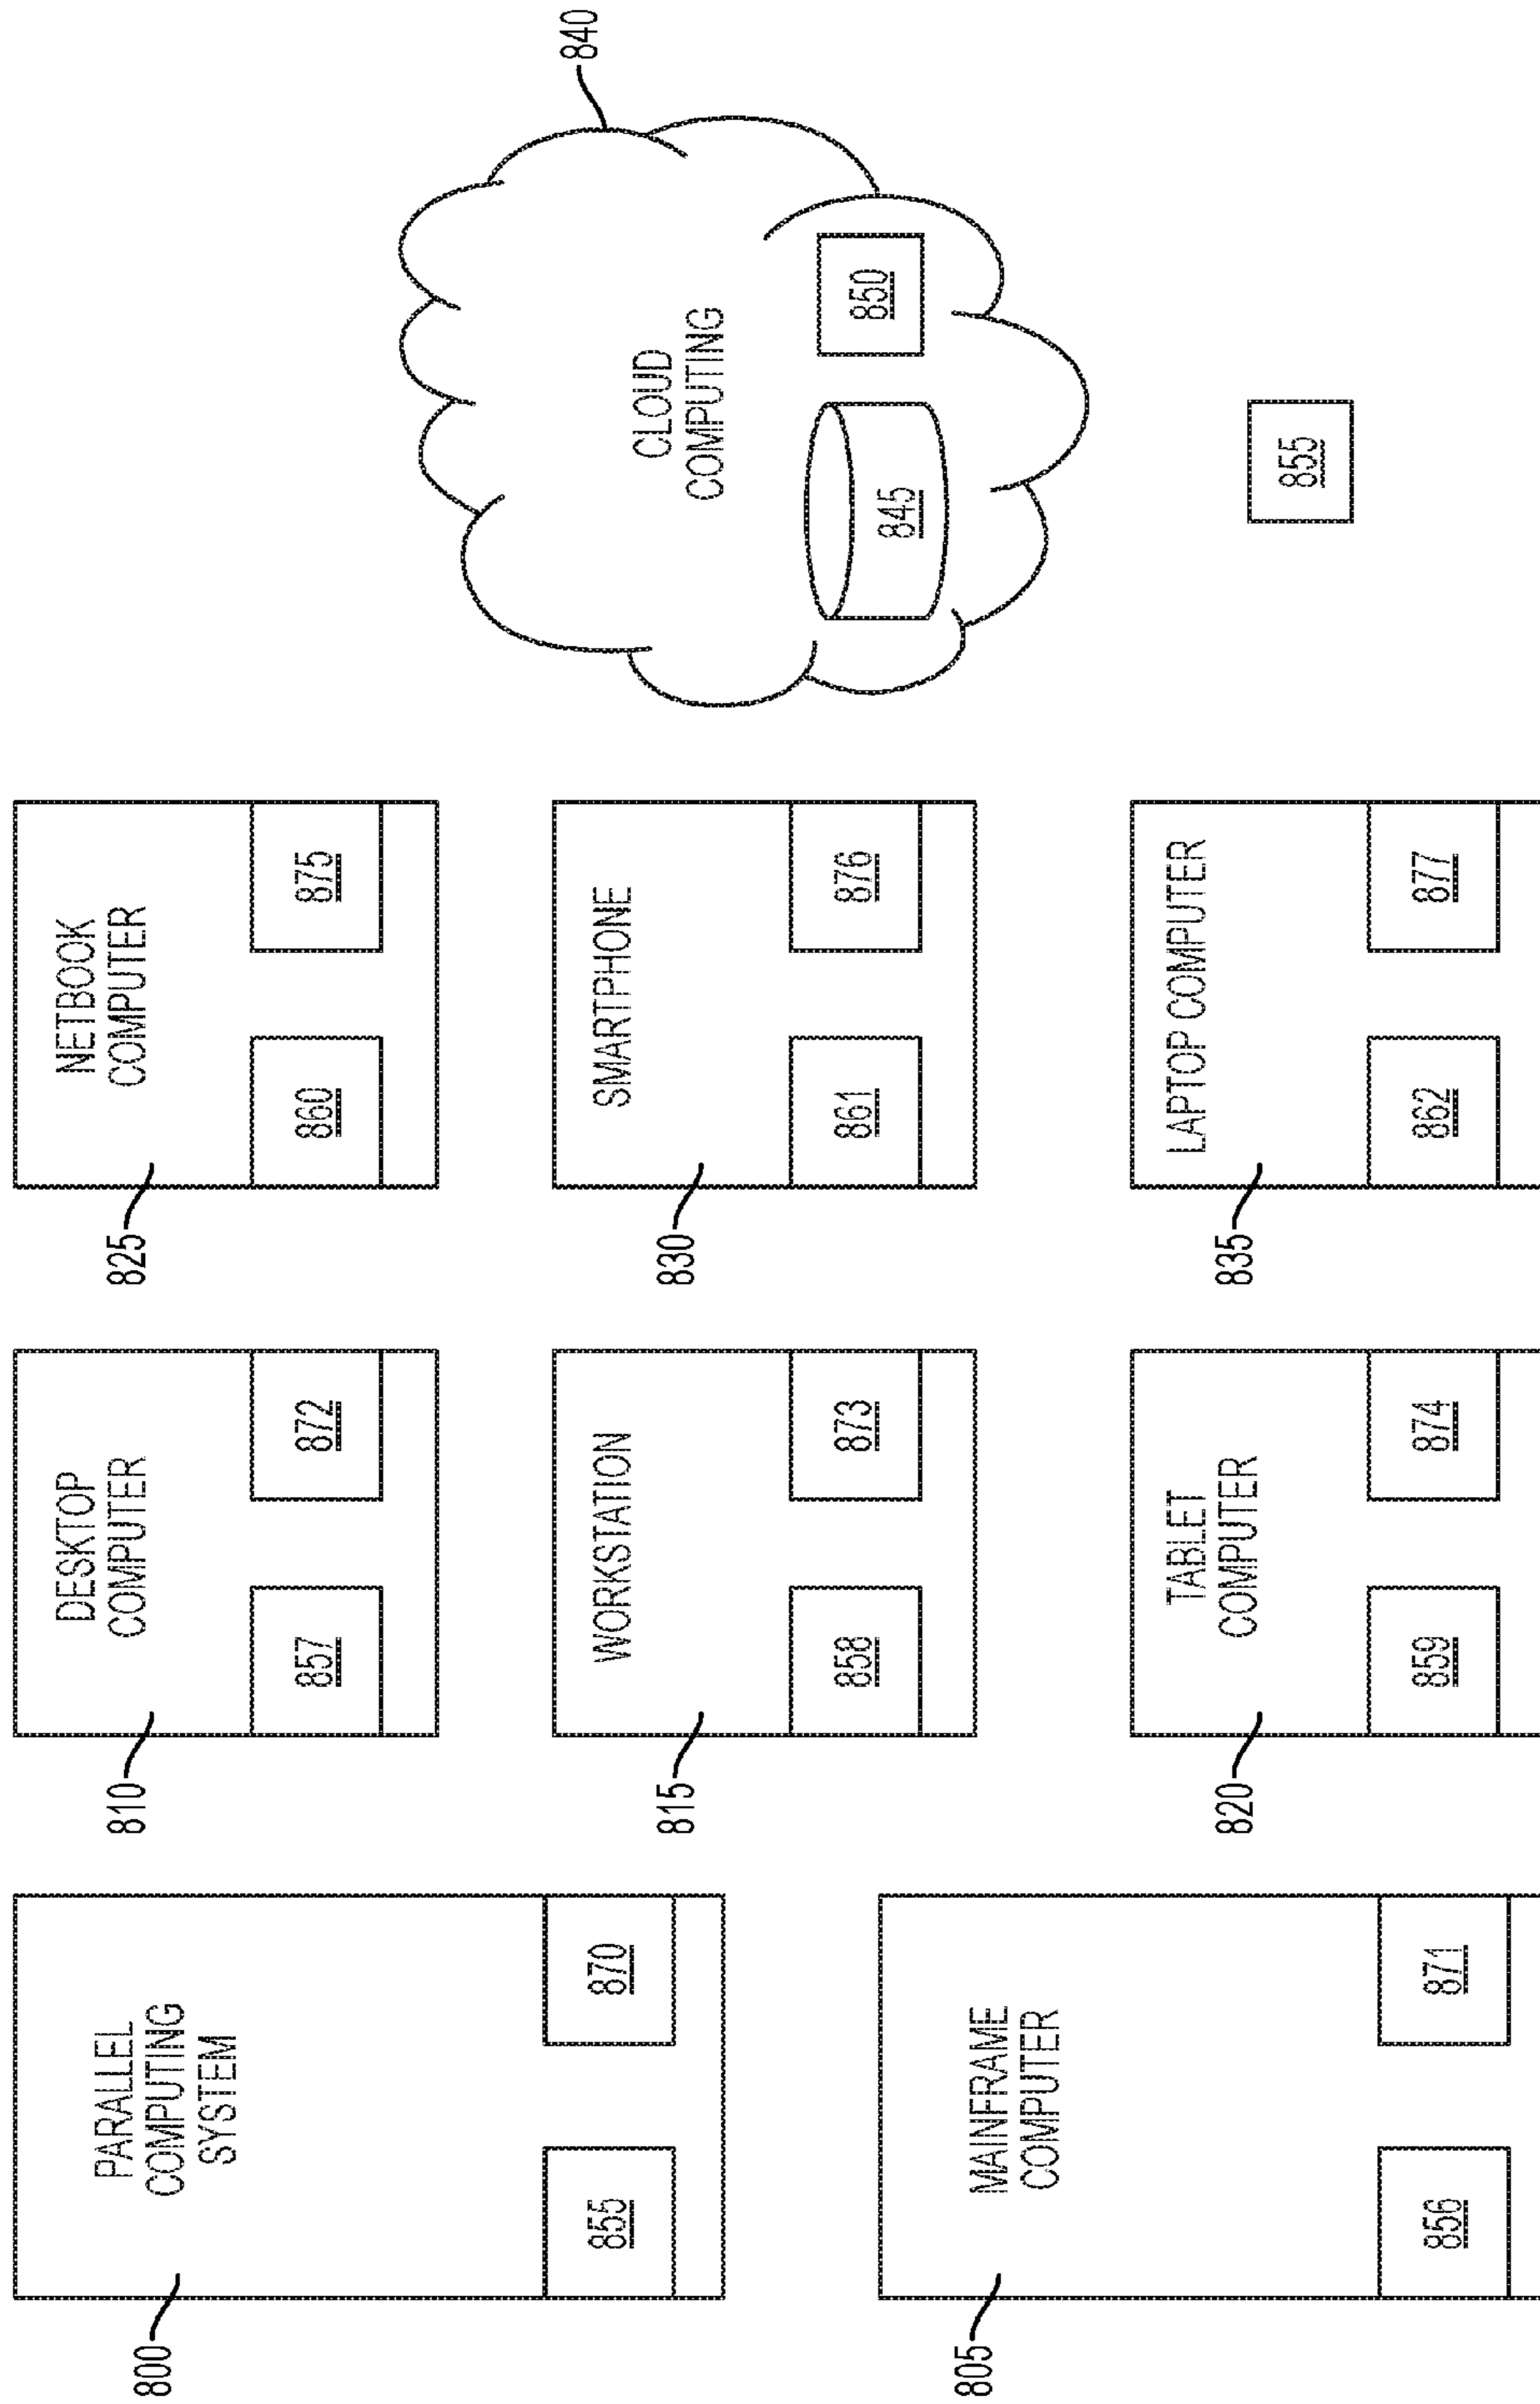 800
PARALLEL
COMPUTING
SYSTEM
855
870
805
MAINFRAME
COMPUTER
856
871
810
DESKTOP
COMPUTER
857
872
815
WORKSTATION
858
873
820
TABLET
COMPUTER
859
874
825
NETBOOK
COMPUTER
860
875
830
SMARTPHONE
861
876
835
LAPTOP COMPUTER
862
877
840
CLOUD
COMPUTING
845
850
855